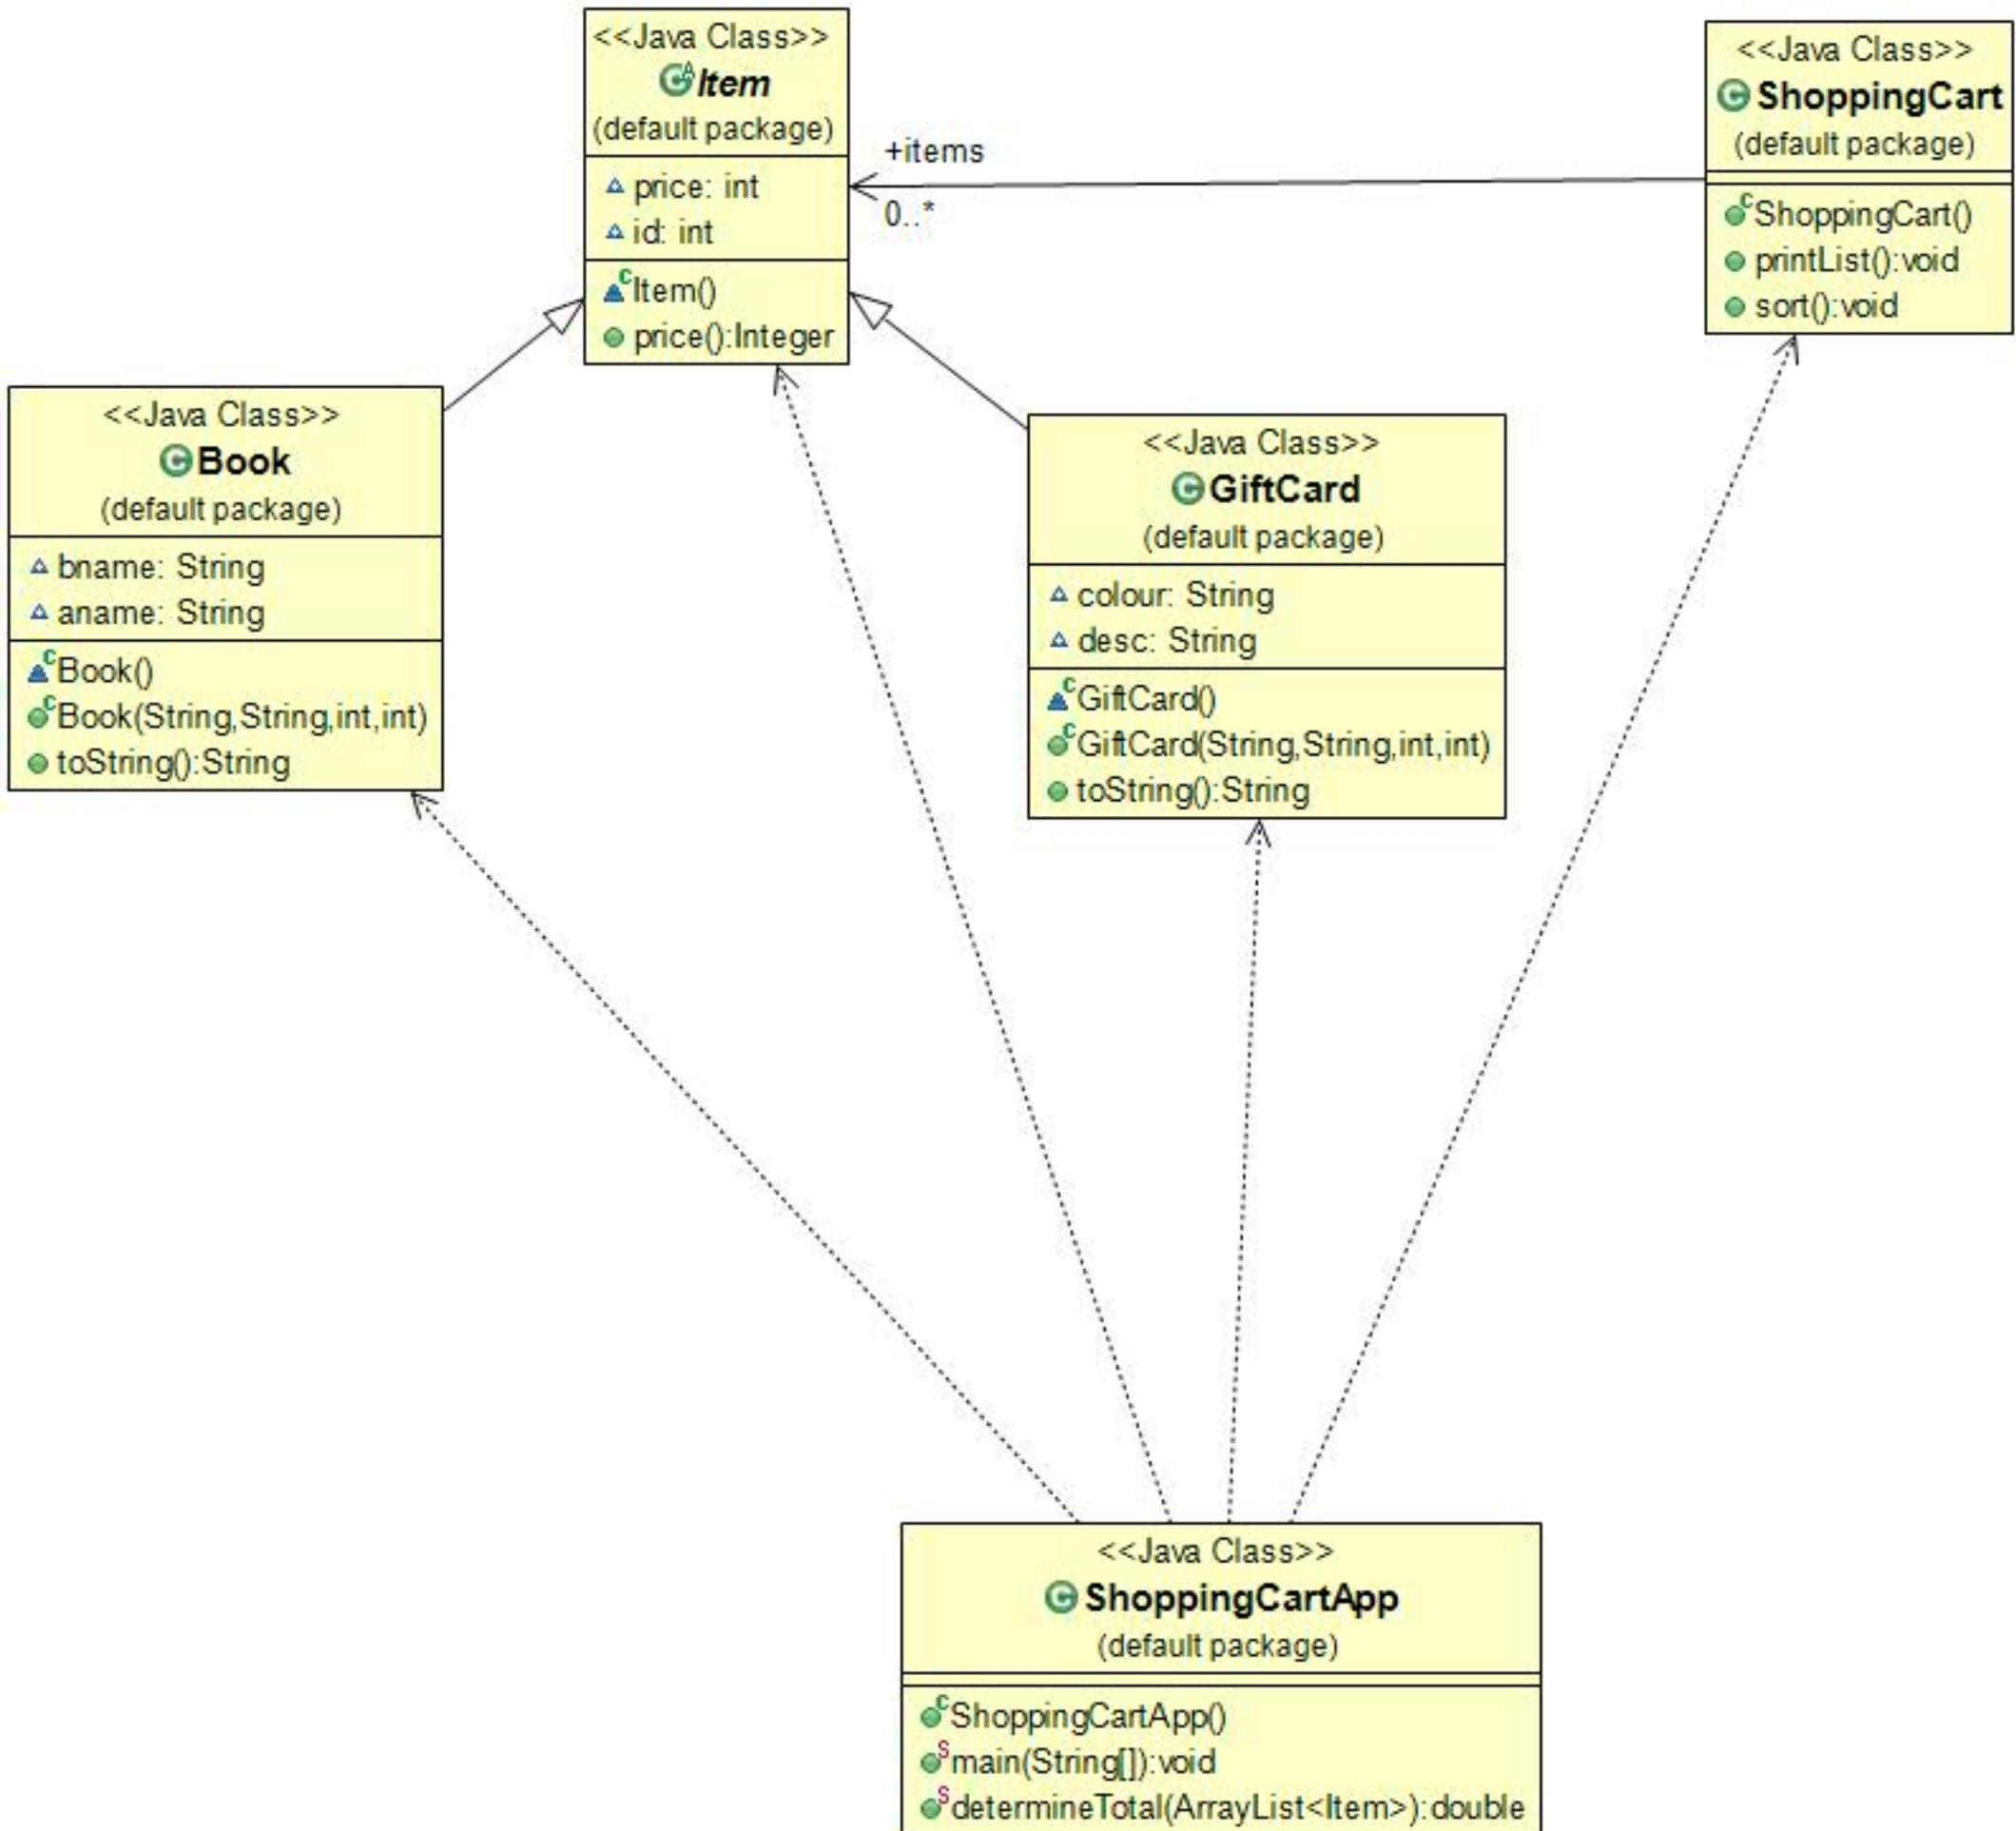 <<Java Class>>
Item
(default package)
price: int
id: int
Item()
price():Integer
+items
0..*
<<Java Class>>
ShoppingCart
(default package)
ShoppingCart()
printList():void
sort():void
<<Java Class>>
Book
(default package)
bname: String
aname: String
Book()
Book(String,String,int,int)
toString():String
<<Java Class>>
GiftCard
(default package)
colour: String
desc: String
GiftCard()
GiftCard(String,String,int,int)
toString():String
<<Java Class>>
ShoppingCartApp
(default package)
ShoppingCartApp()
main(String[]):void
determineTotal(ArrayList<Item>):double